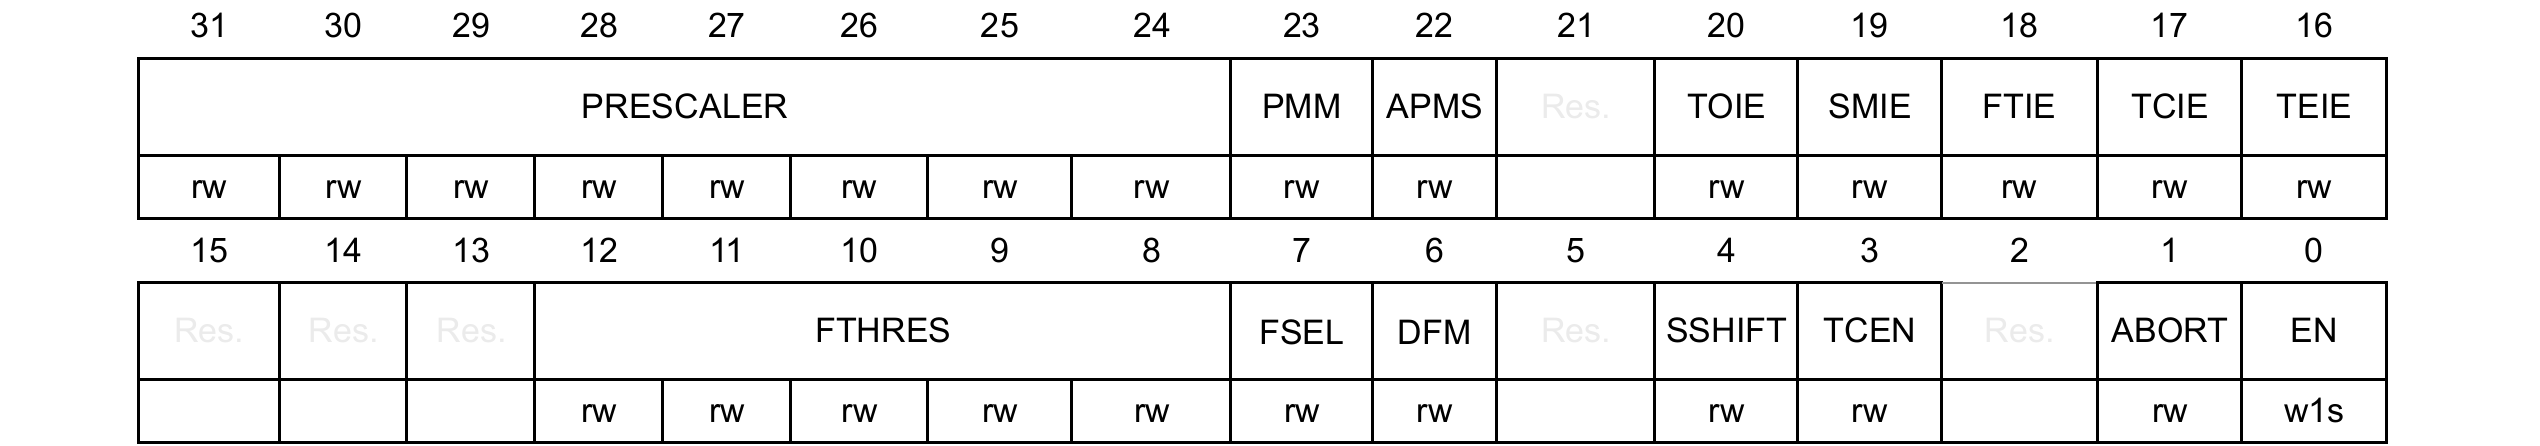 31 30 29 28 27 26 25 24 23 22 21 20 19 18 17 16
PRESCALER PMM APMS Res. TOIE SMIE FTIE TCIE TEIE
rw rw rw rw rw rw rw rw rw rw rw rw rw rw rw
15 14 13 12 11 10 9 8 7 6 5 4 3 2 1 0
Res. Res. Res. FTHRES FSEL DFM Res. SSHIFT TCEN Res. ABORT EN
rw rw rw rw rw rw rw rw rw rw w1s